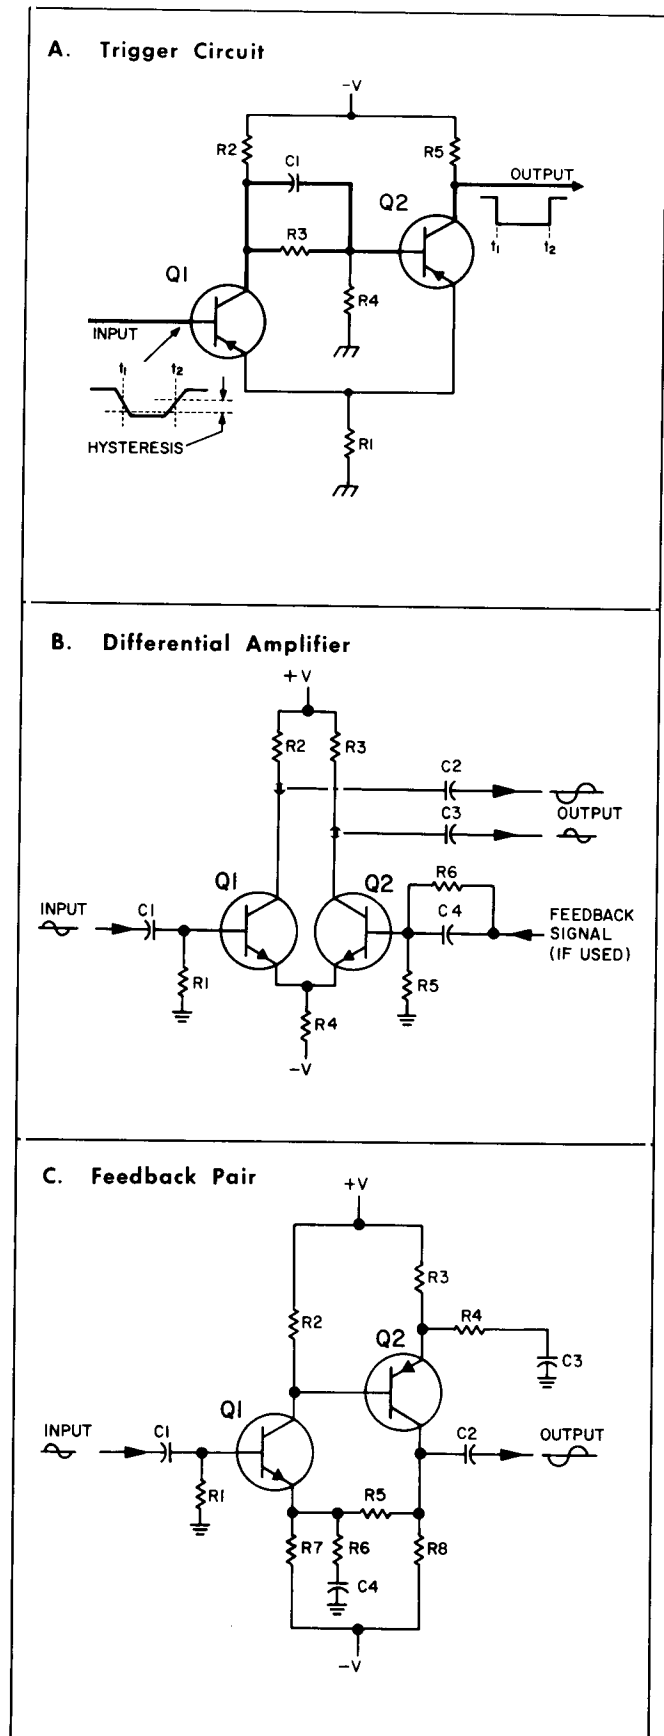 A. Trigger Circuit
-V
R2
C1
R5
OUTPUT
Q2
t1 t2
R3
Q1
R4
INPUT
t1 t2
HYSTERESIS
R1
B. Differential Amplifier
+V
R2 R3
C2
OUTPUT
C3
Q1 Q2
R6
INPUT
C1
C4
FEEDBACK
SIGNAL
(IF USED)
R1
R5
R4
-V
C. Feedback Pair
+V
R3
R2
R4
Q2
C3
Q1
INPUT
C1
C2
OUTPUT
R1
R5
R7 R6 R8
C4
-V